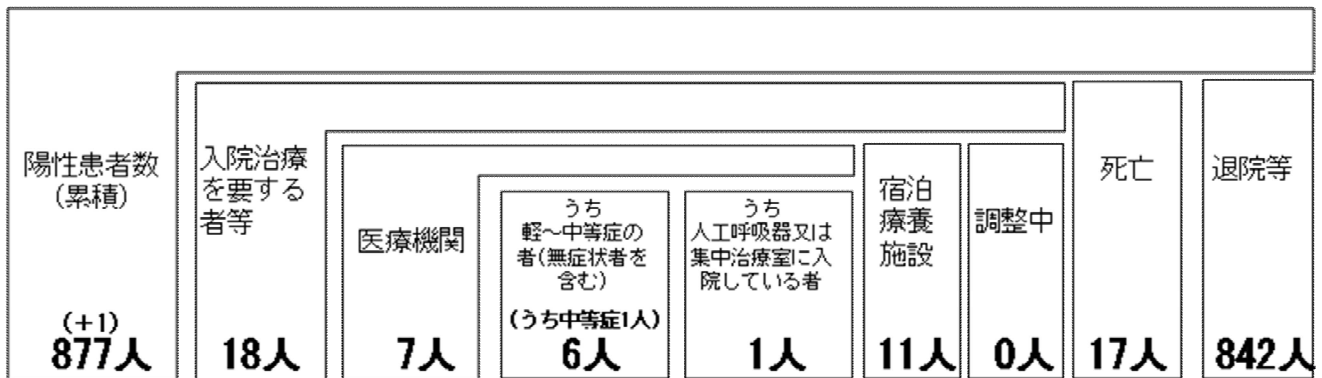 陽性患者数
(累積)
(+1)
877人
入院治療
を要する
者等
18人
医療機関
7人
うち
軽～中等症の
者(無症状者を
含む)
(うち中等症1人)
6人
うち
人工呼吸器又は
集中治療室に入
院している者
1人
宿泊
療養
施設
11人
調整中
0人
死亡
17人
退院等
842人